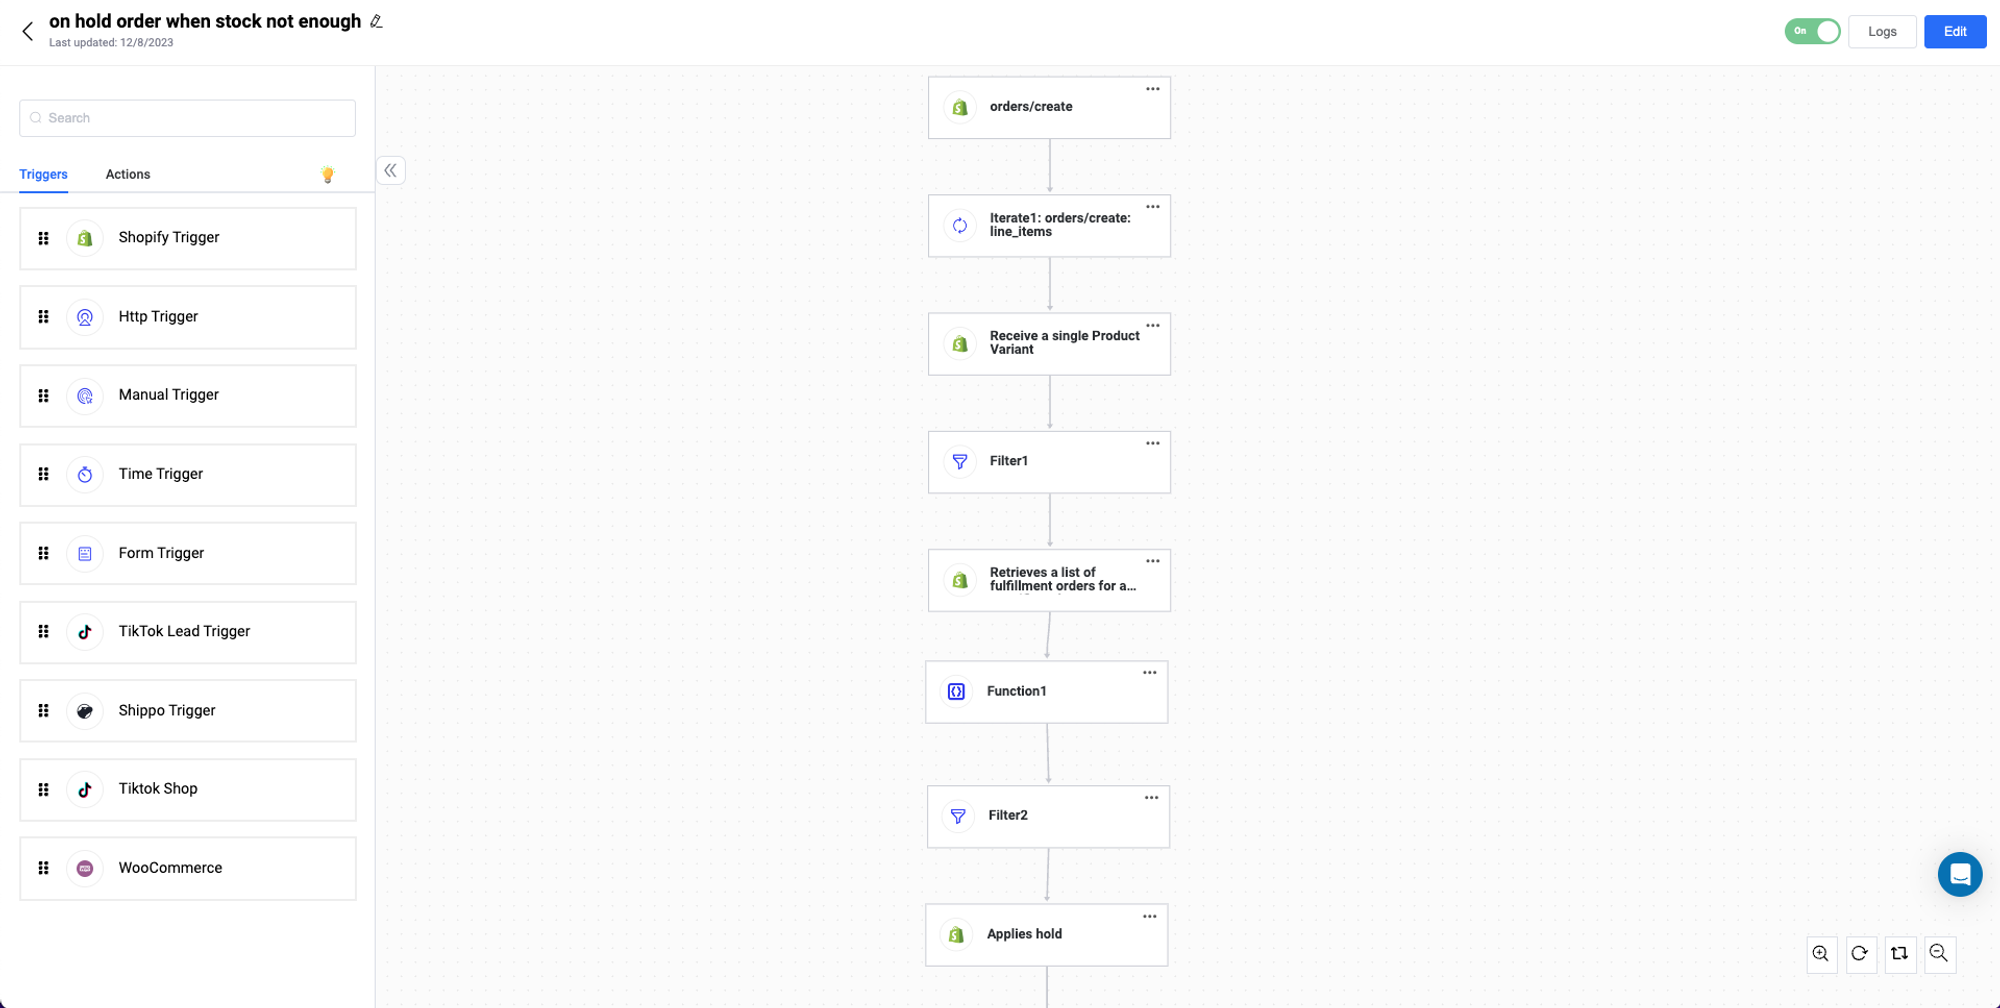 on hold order when stock not enough
Last updated: 12/8/2023
On
Logs
Edit
Search
Triggers
Actions
Shopify Trigger
Http Trigger
Manual Trigger
Time Trigger
Form Trigger
TikTok Lead Trigger
Shippo Trigger
Tiktok Shop
WooCommerce
orders/create
Iterate1: orders/create:
line_items
Receive a single Product
Variant
Filter1
Retrieves a list of
fulfillment orders for a...
Function1
Filter2
Applies hold